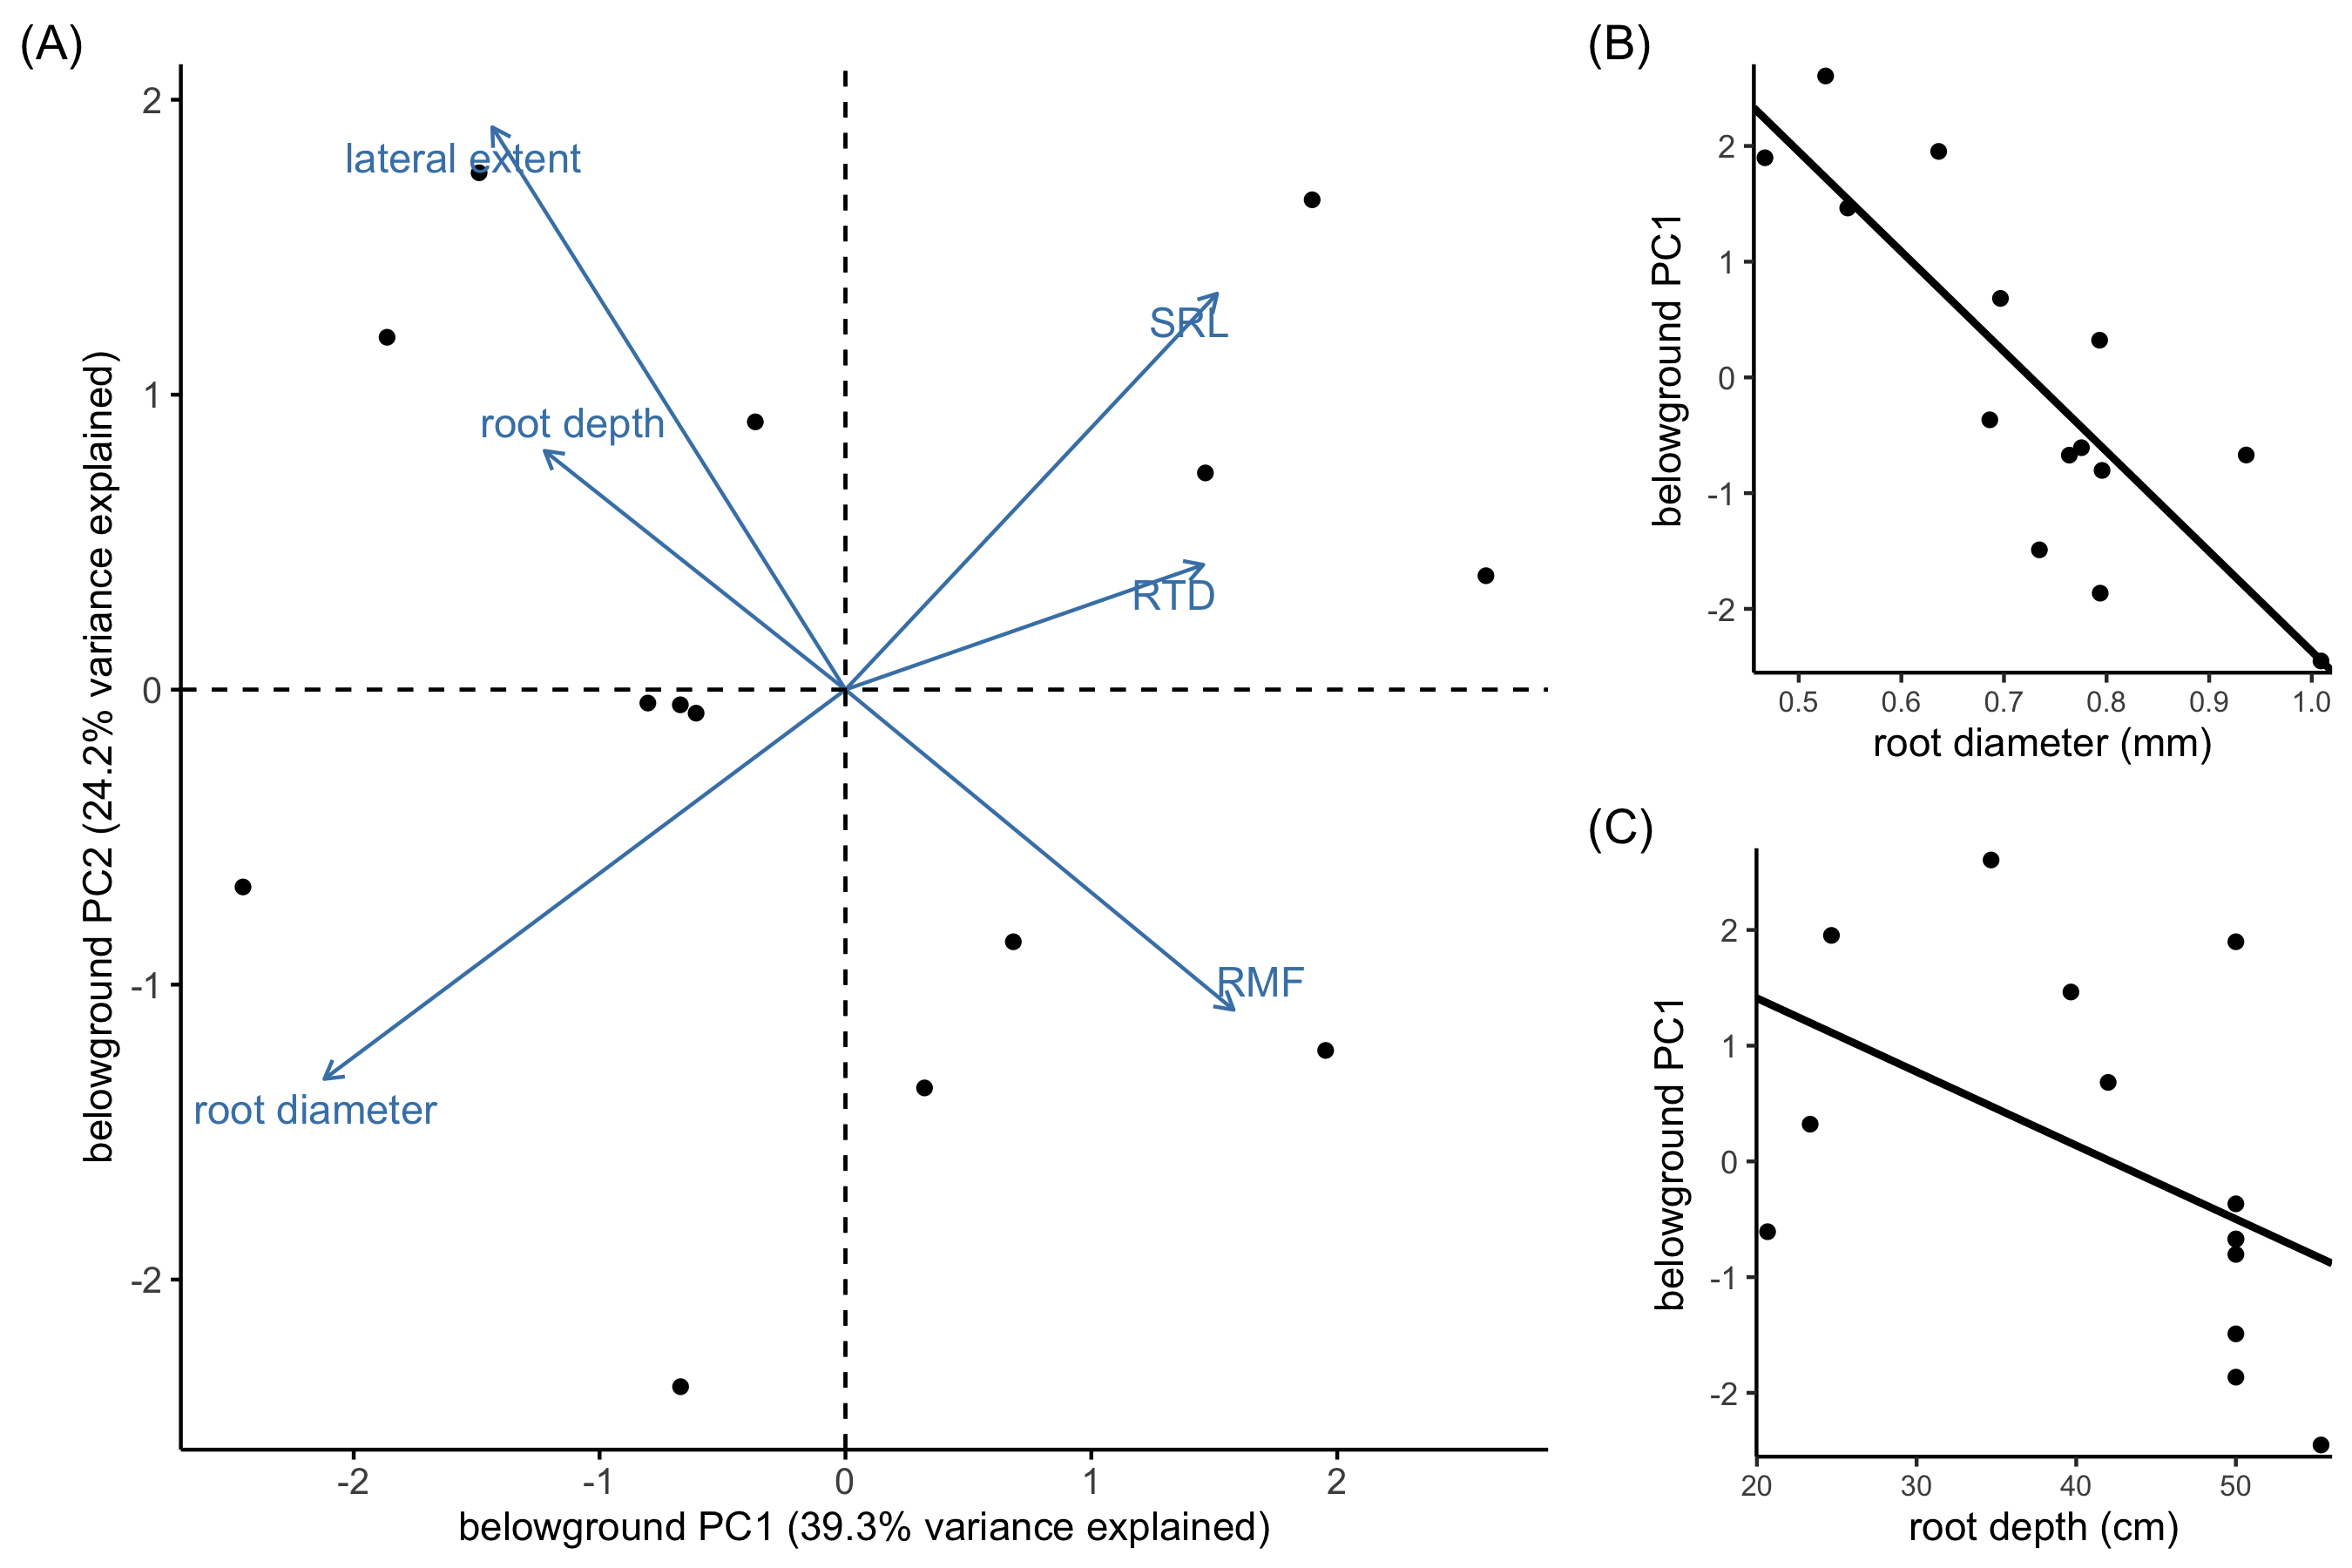 (A)
2
1
0
-1
-2
belowground PC2 (24.2% variance explained)
lateral extent
root depth
SRL
RTD
RMF
root diameter
-2 -1 0 1 2
belowground PC1 (39.3% variance explained)
(B)
2
1
0
-1
-2
belowground PC1
0.5 0.6 0.7 0.8 0.9 1.0
root diameter (mm)
(C)
2
1
0
-1
-2
belowground PC1
20 30 40 50
root depth (cm)